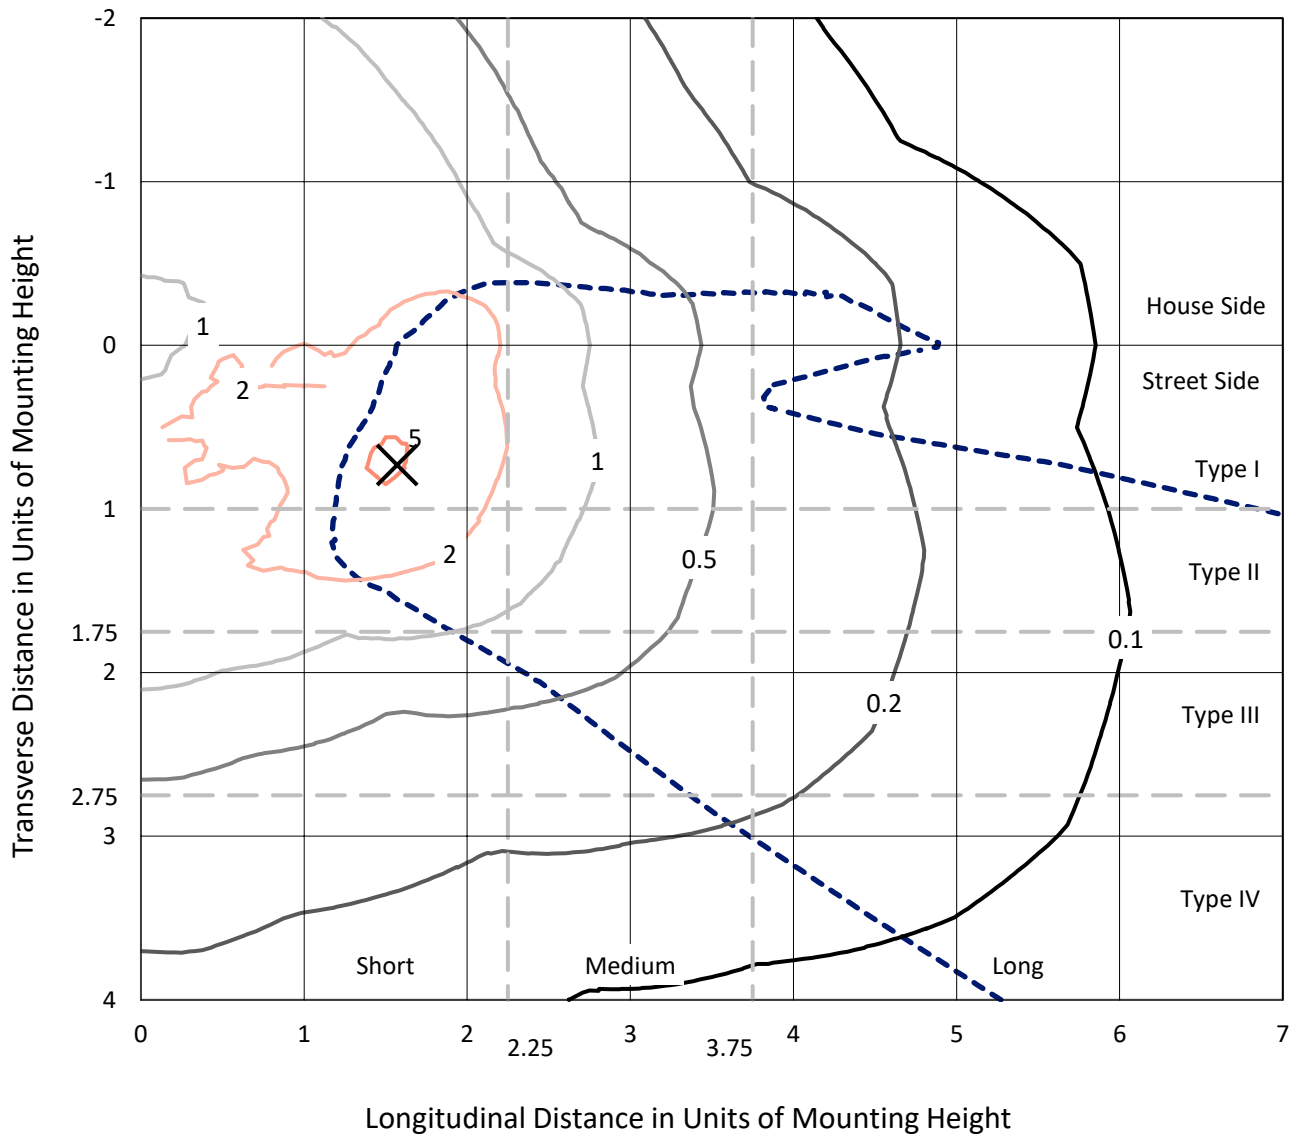 -2
-1
House Side
1
0
Street Side
2
5
1
Type I
1
2
0.5
Type II
1.75
0.1
2
0.2
Type III
2.75
3
Type IV
Short
Medium
Long
4
0
1
2
2.25
3
3.75
4
5
6
7
Transverse Distance in Units of Mounting Height
Longitudinal Distance in Units of Mounting Height